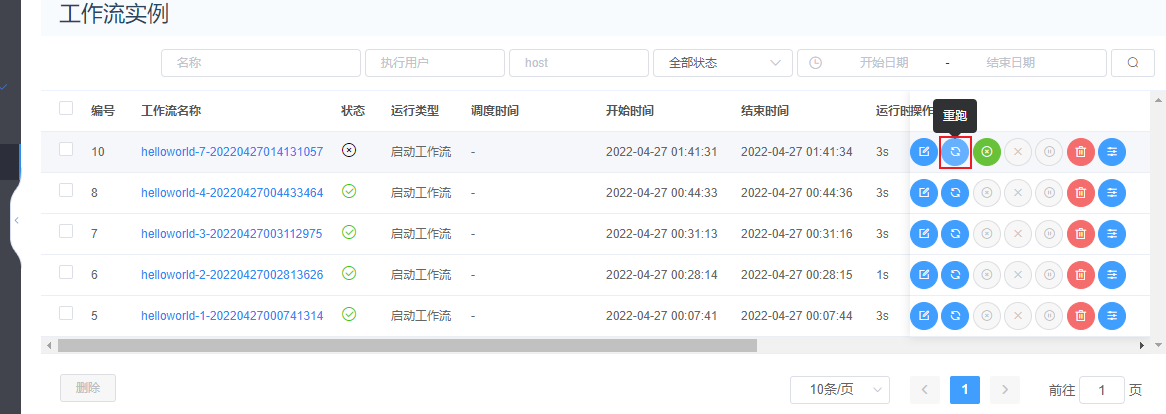 工作流实例
名称 执行用户 host 全部状态 开始日期 - 结束日期
编号 工作流名称 状态 运行类型 调度时间 开始时间 结束时间 运行时 操作
重跑
10 helloworld-7-20220427014131057 启动工作流 - 2022-04-27 01:41:31 2022-04-27 01:41:34 3s
8 helloworld-4-20220427004433464 启动工作流 - 2022-04-27 00:44:33 2022-04-27 00:44:36 3s
7 helloworld-3-20220427003112975 启动工作流 - 2022-04-27 00:31:13 2022-04-27 00:31:16 3s
6 helloworld-2-20220427002813626 启动工作流 - 2022-04-27 00:28:14 2022-04-27 00:28:15 1s
5 helloworld-1-20220427000741314 启动工作流 - 2022-04-27 00:07:41 2022-04-27 00:07:44 3s
删除 10条/页 1 前往 1 页